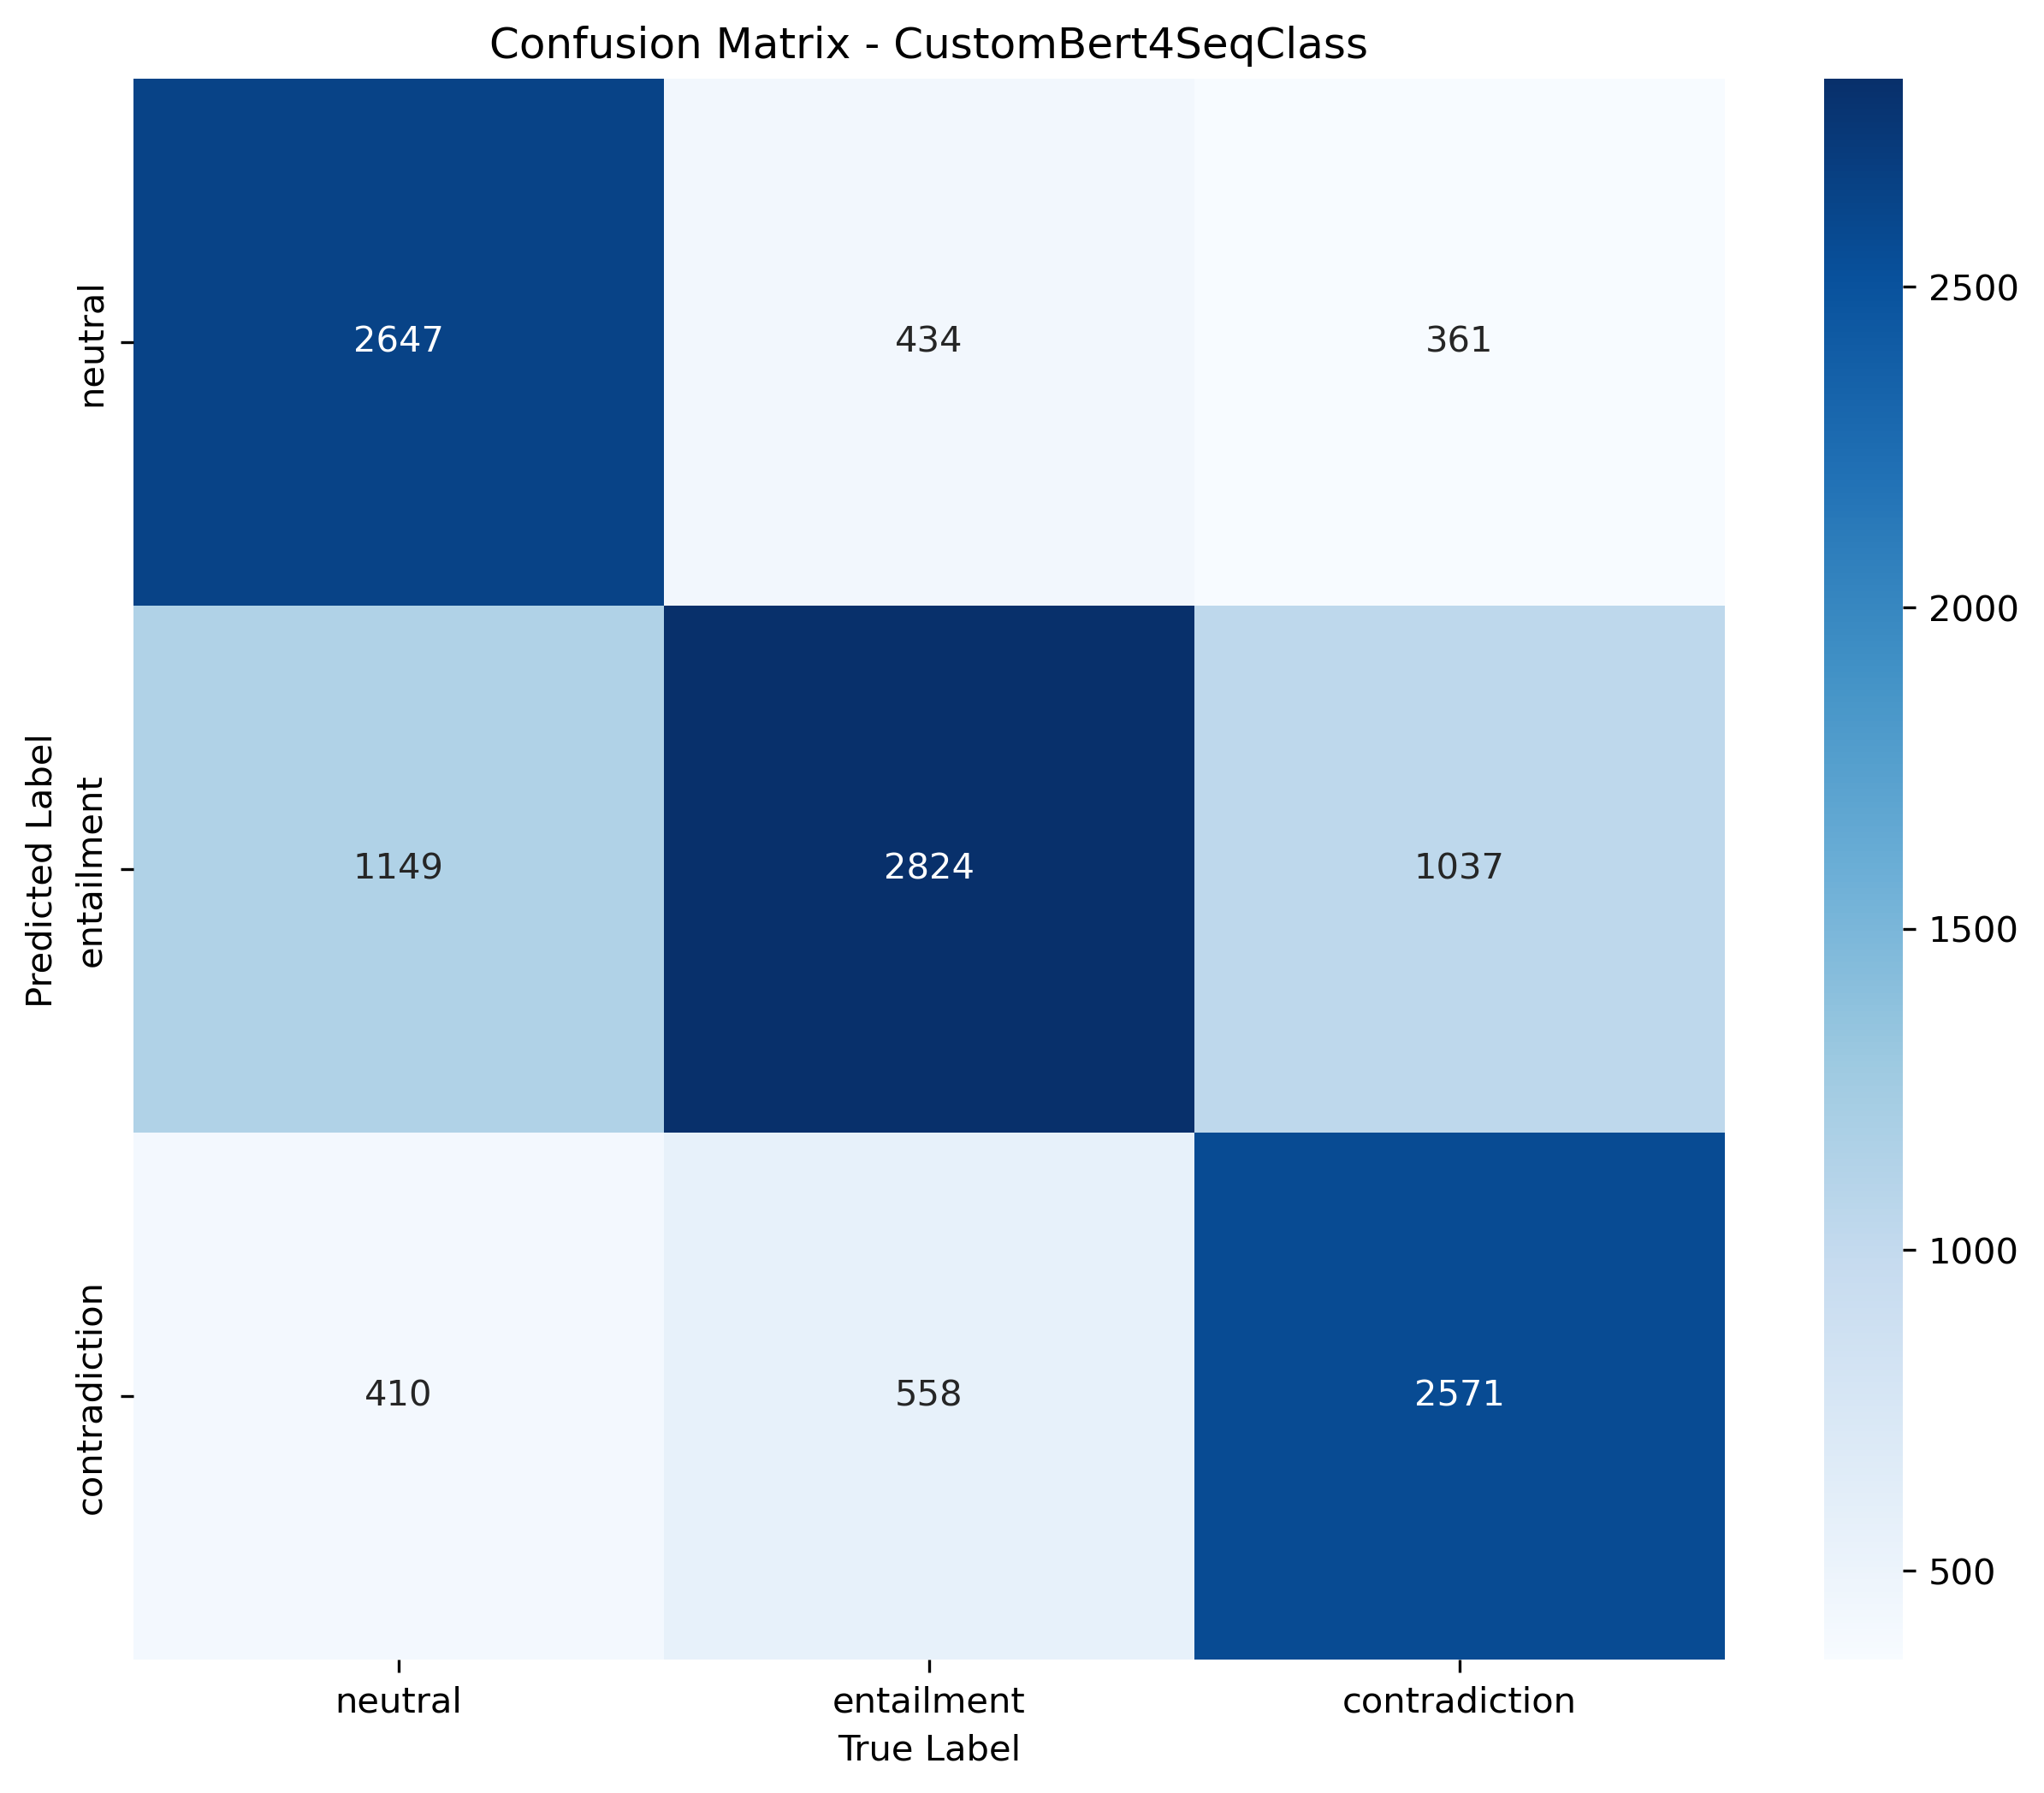 Confusion Matrix - CustomBert4SeqClass
Predicted Label
neutral
2647 434 361
entailment
1149 2824 1037
contradiction
410 558 2571
neutral entailment contradiction
True Label
2500
2000
1500
1000
500